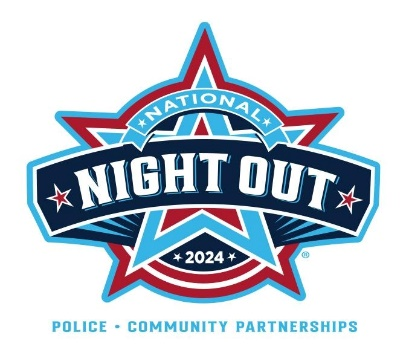 NATIONAL
NIGHT OUT
2024
®
POLICE • COMMUNITY PARTNERSHIPS